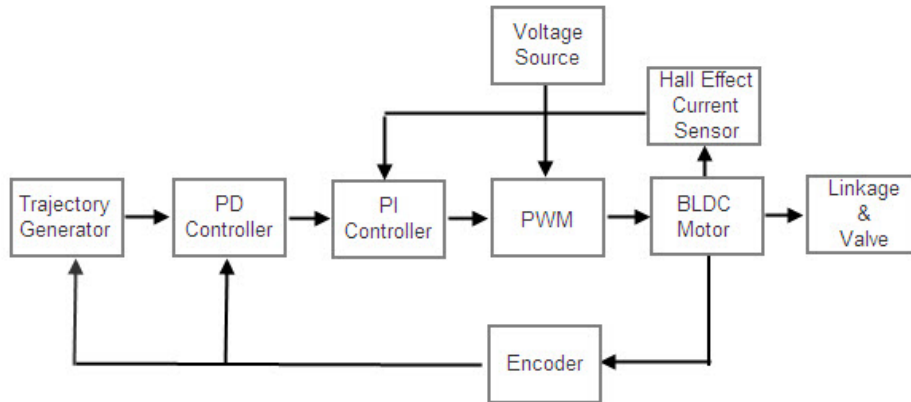 Voltage
Source
Hall Effect
Current
Sensor
Trajectory
Generator
PD
Controller
PI
Controller
PWM
BLDC
Motor
Linkage
&
Valve
Encoder